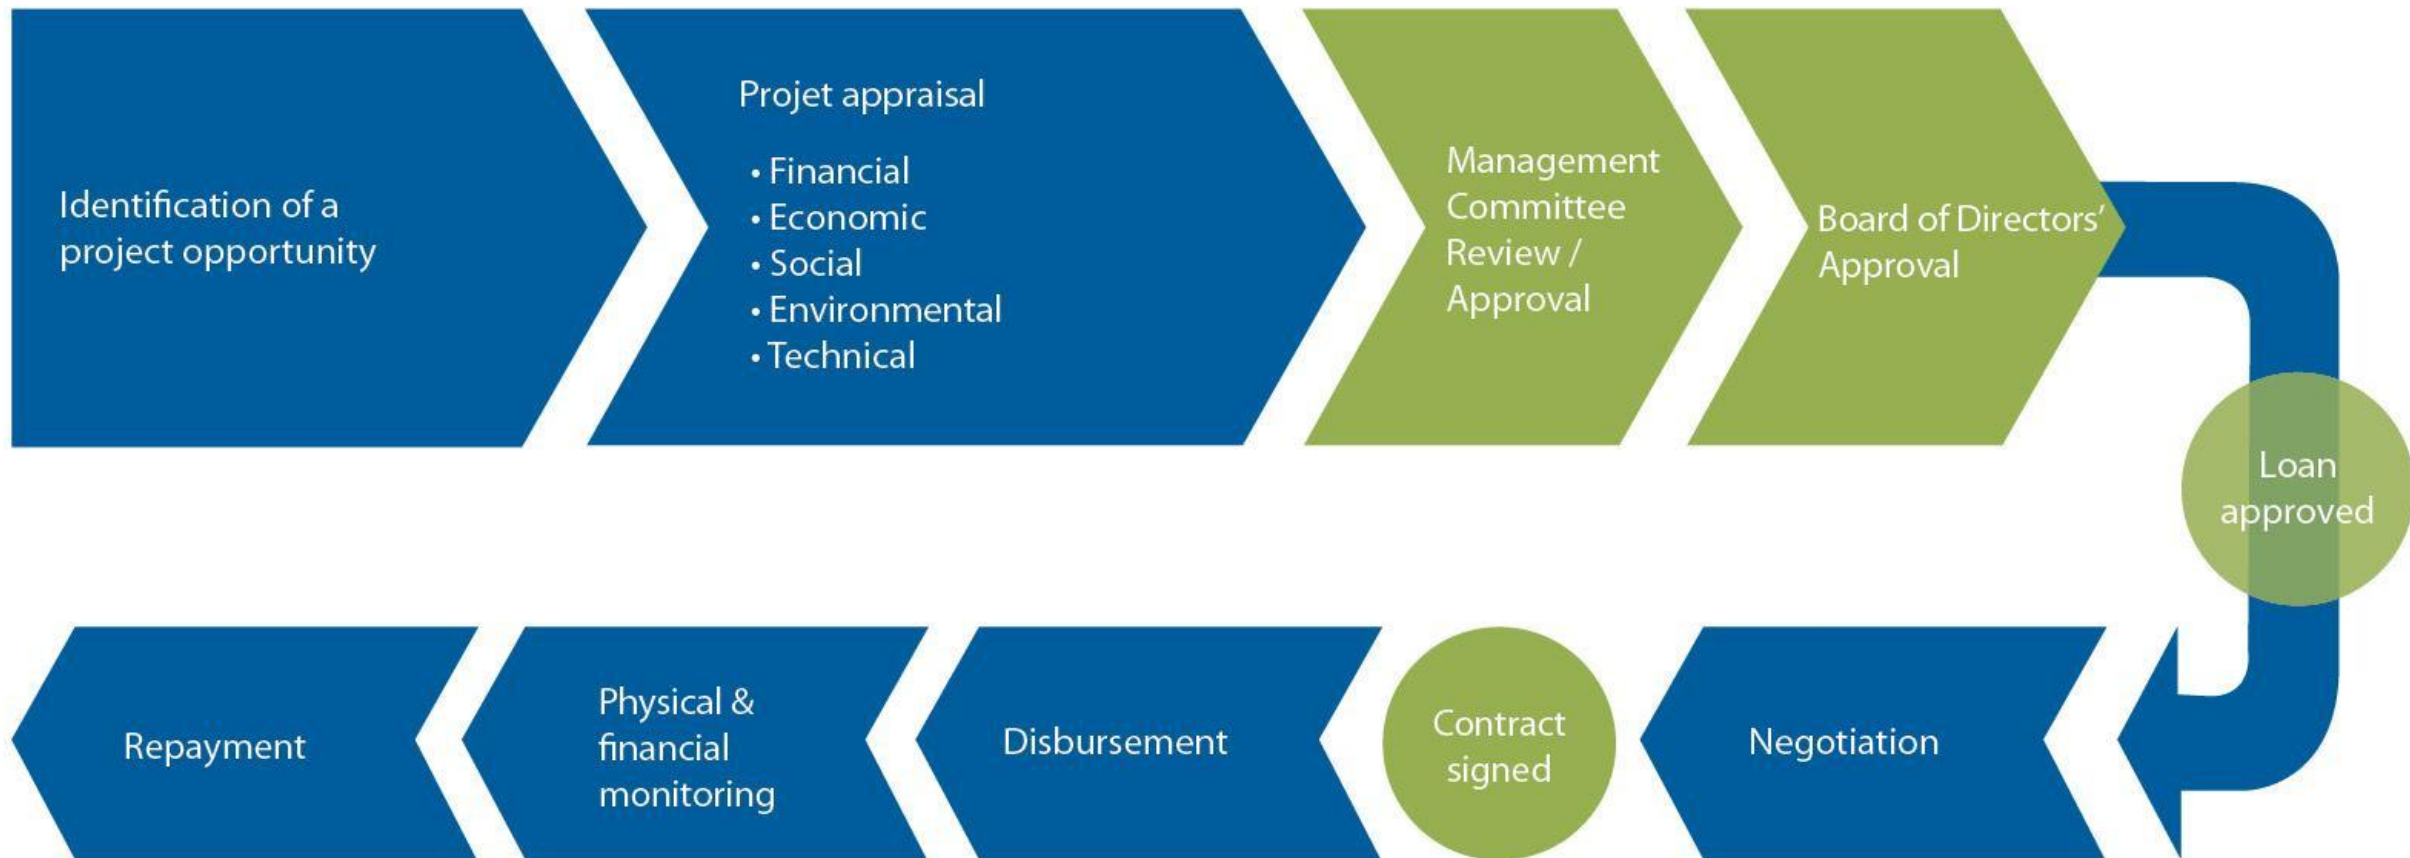 Identification of a
project opportunity
Projet appraisal
• Financial
• Economic
• Social
• Environmental
• Technical
Management
Committee
Review /
Approval
Board of Directors’
Approval
Loan
approved
Negotiation
Contract
signed
Disbursement
Physical &
financial
monitoring
Repayment